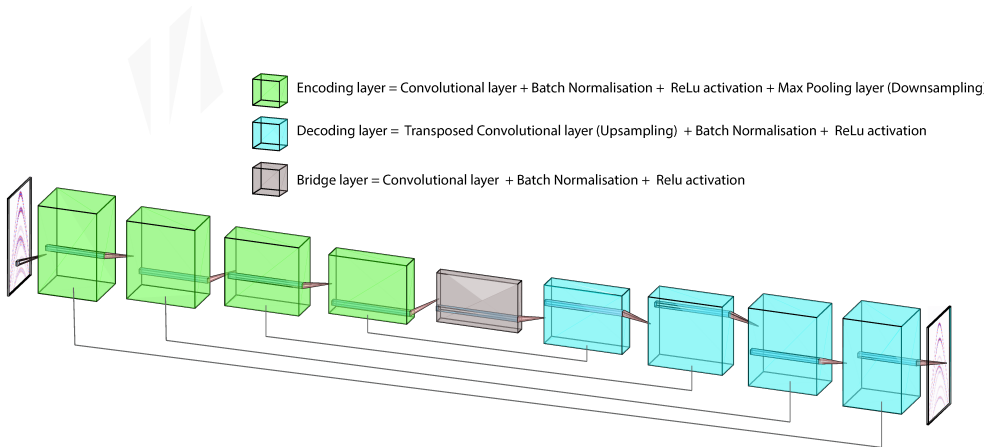 Encoding layer = Convolutional layer + Batch Normalisation + ReLu activation + Max Pooling layer (Downsampling)
Decoding layer = Transposed Convolutional layer (Upsampling) + Batch Normalisation + ReLu activation
Bridge layer = Convolutional layer + Batch Normalisation + Relu activation